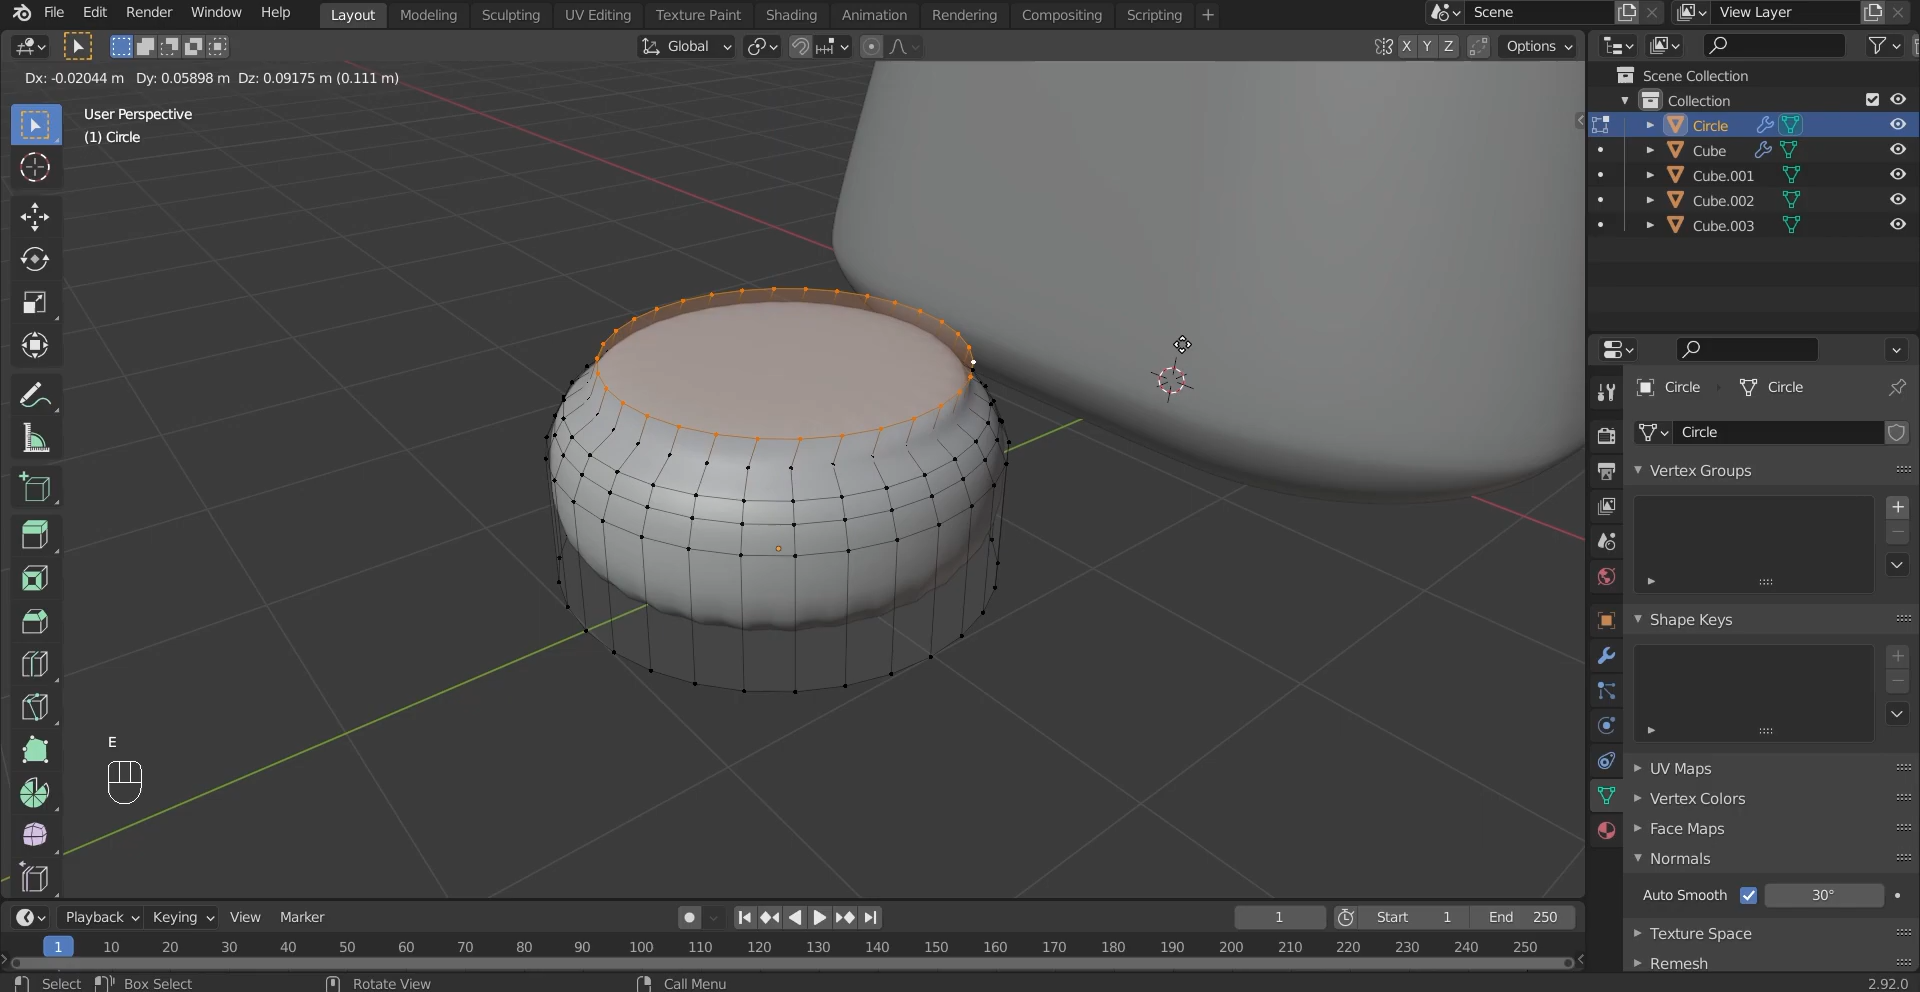 File Edit Render Window Help Layout Modeling Sculpting UV Editing Texture Paint Shading Animation Rendering Compositing Scripting + Scene View Layer
Global X Y Z Options
Dx: -0.02044 m Dy: 0.05898 m Dz: 0.09175 m (0.111 m)
User Perspective
(1) Circle
E
Scene Collection
Collection
Circle
Cube
Cube.001
Cube.002
Cube.003
Circle Circle
Circle
Vertex Groups
Shape Keys
UV Maps
Vertex Colors
Face Maps
Normals
Auto Smooth 30°
Texture Space
Remesh
Playback Keying View Marker 1 Start 1 End 250
1 10 20 30 40 50 60 70 80 90 100 110 120 130 140 150 160 170 180 190 200 210 220 230 240 250
Select Box Select Rotate View Call Menu 2.92.0